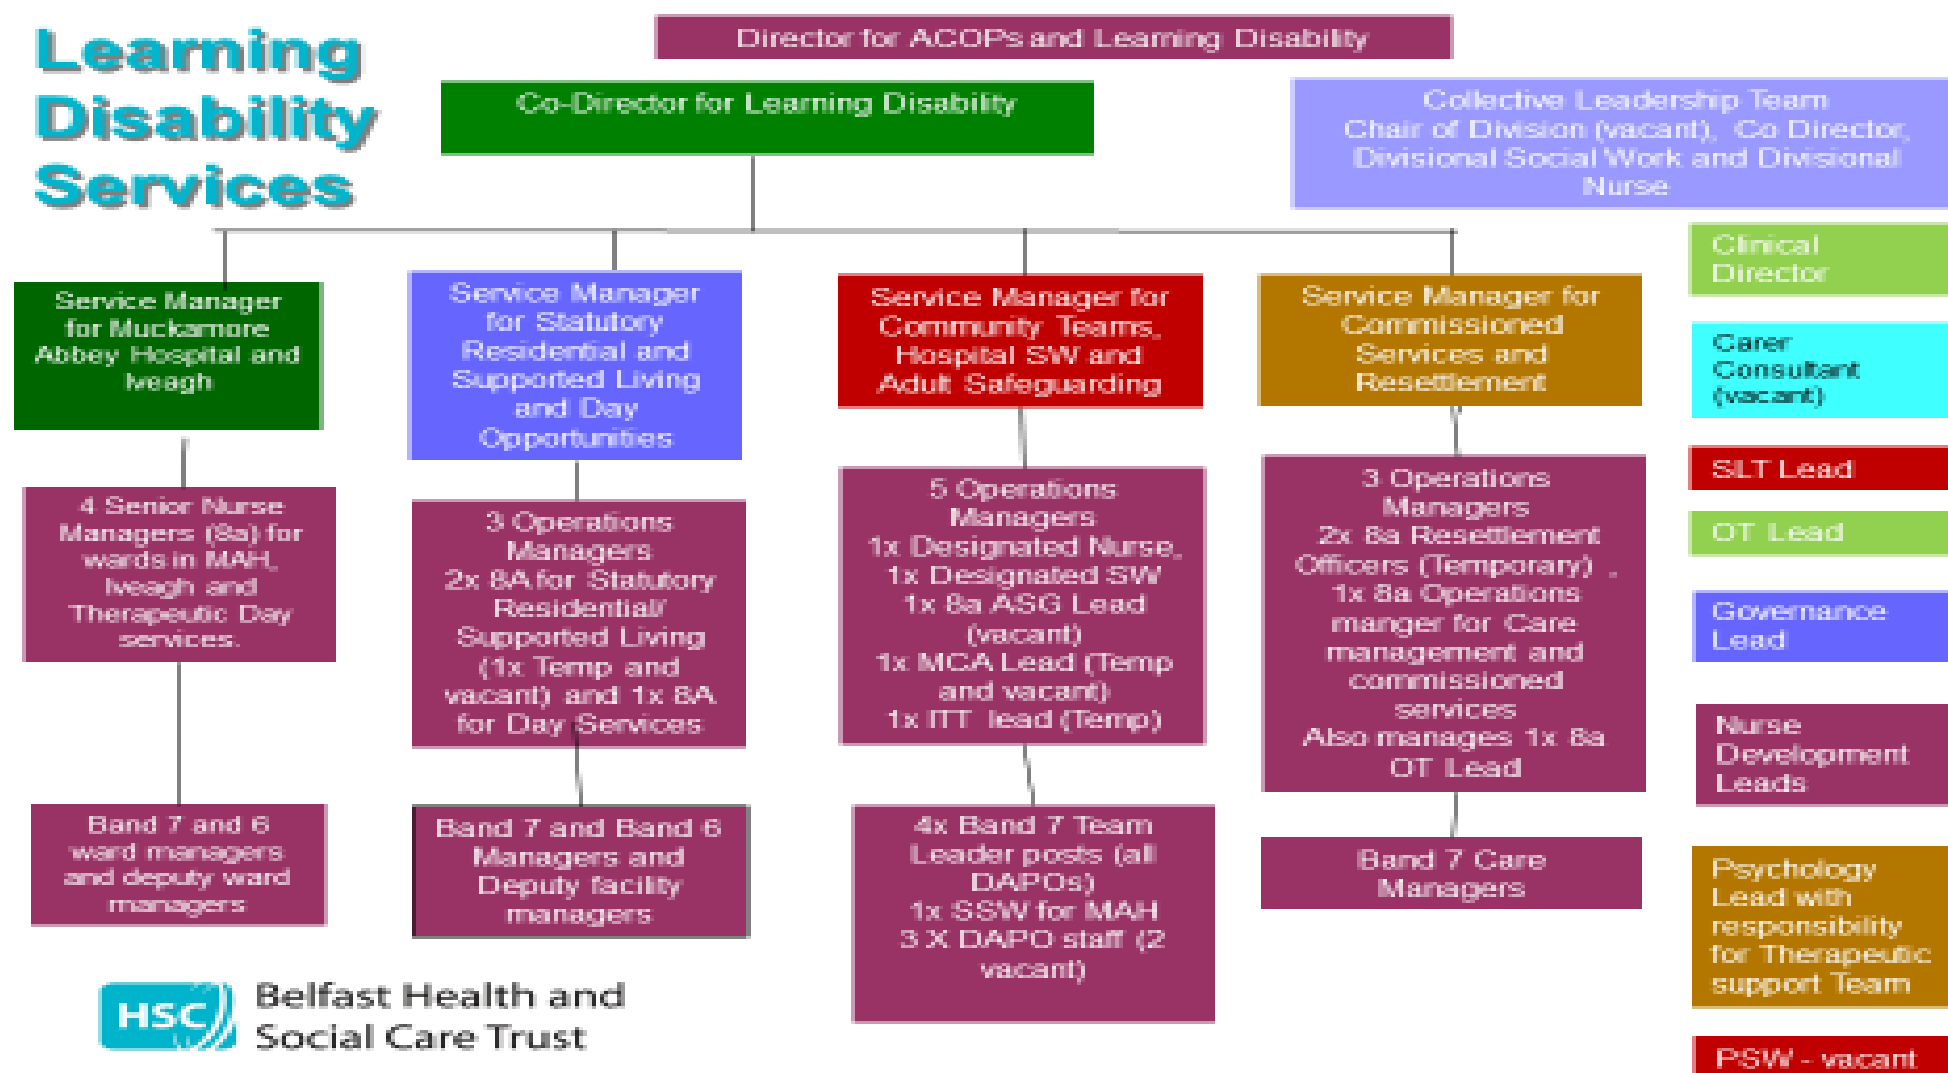 Learning
Disability
Services
Director for ACOPs and Learning Disability
Co-Director for Learning Disability
Collective Leadership Team
Chair of Division (vacant), Co Director,
Divisional Social Work and Divisional
Nurse
Service Manager
for Muckamore
Abbey Hospital and
Iveagh
Service Manager
for Statutory
Residential and
Supported Living
and Day
Opportunities
Service Manager for
Community Teams,
Hospital SW and
Adult Safeguarding
Service Manager for
Commissioned
Services and
Resettlement
4 Senior Nurse
Managers (8a) for
wards in MAH,
Iveagh and
Therapeutic Day
services.
3 Operations
Managers
2x 8A for Statutory
Residential/
Supported Living
(1x Temp and
vacant) and 1x 8A
for Day Services
5 Operations
Managers
1x Designated Nurse,
1x Designated SW
1x 8a ASG Lead
(vacant)
1x MCA Lead (Temp
and vacant)
1x ITT lead (Temp)
3 Operations
Managers
2x 8a Resettlement
Officers (Temporary) ,
1x 8a Operations
manger for Care
management and
commissioned
services
Also manages 1x 8a
OT Lead
Band 7 and 6
ward managers
and deputy ward
managers
Band 7 and Band 6
Managers and
Deputy facility
managers
4x Band 7 Team
Leader posts (all
DAPOs)
1x SSW for MAH
3 X DAPO staff (2
vacant)
Band 7 Care
Managers
Clinical
Director
Carer
Consultant
(vacant)
SLT Lead
OT Lead
Governance
Lead
Nurse
Development
Leads
Psychology
Lead with
responsibility
for Therapeutic
support Team
PSW - vacant
HSC
Belfast Health and
Social Care Trust